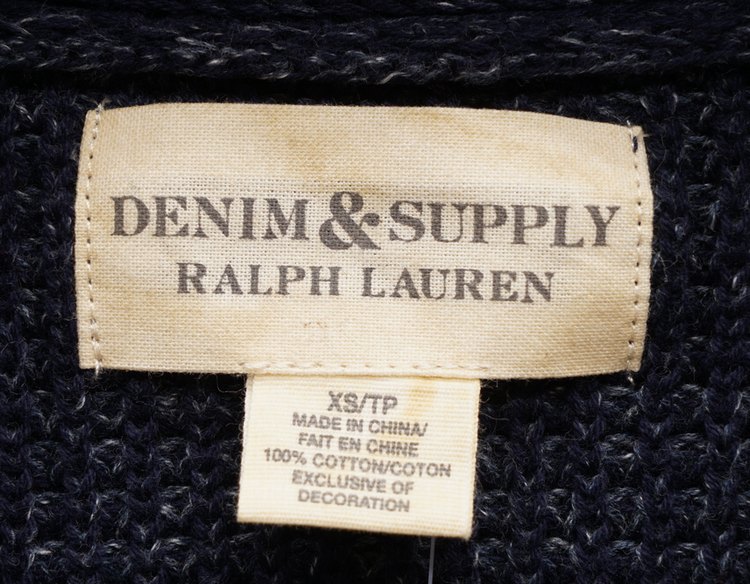 DENIM & SUPPLY
RALPH LAUREN
XS/TP
MADE IN CHINA/
FAIT EN CHINE
100% COTTON/COTON
EXCLUSIVE OF
DECORATION